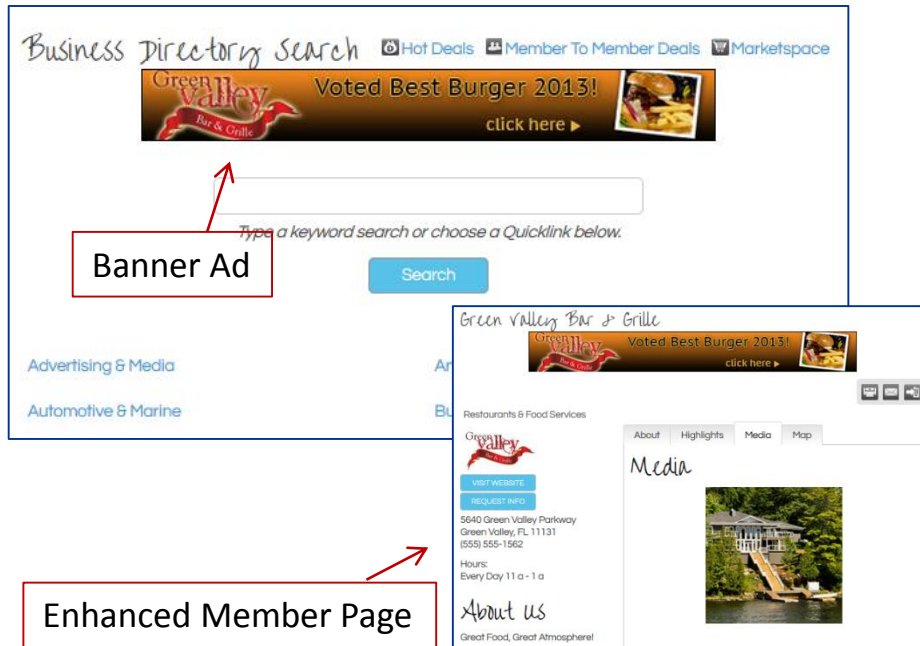 Business Directory Search Hot Deals Member To Member Deals Marketspace
Green Valley Bar & Grille Voted Best Burger 2013!
click here
Type a keyword search or choose a Quicklink below.
Banner Ad
Search
Advertising & Media
Automotive & Marine
Green Valley Bar & Grille
Green Valley Bar & Grille Voted Best Burger 2013!
click here
Restaurants & Food Services
Green Valley Bar & Grille
About Highlights Media Map
Media
VISIT WEBSITE
REQUEST INFO
5640 Green Valley Parkway
Green Valley, FL 11131
(555) 555-1562
Hours:
Every Day 11 a - 1 a
About Us
Great Food, Great Atmosphere!
Enhanced Member Page